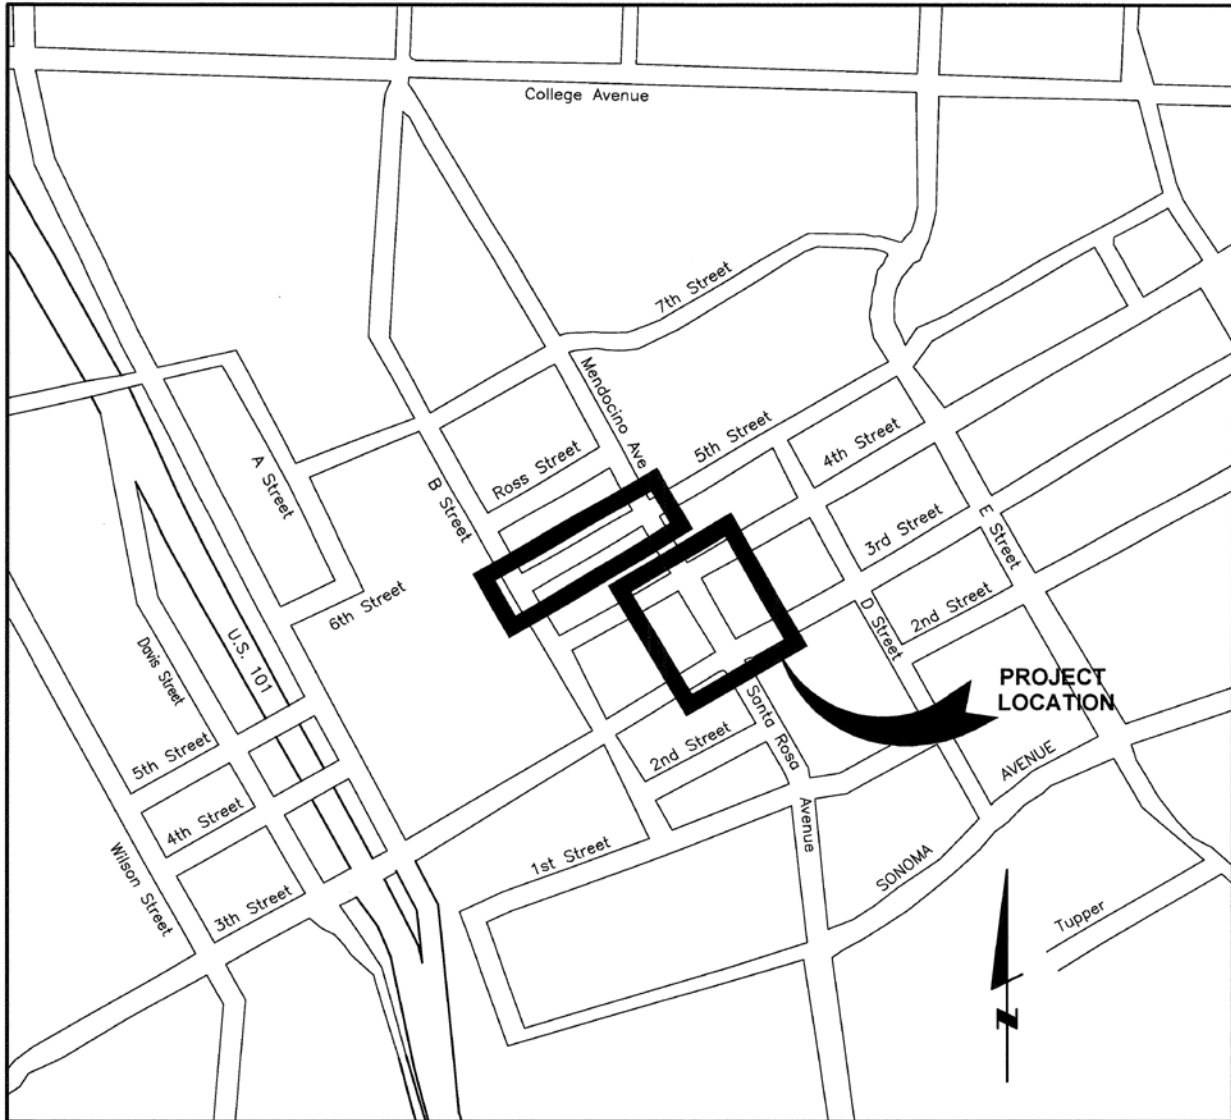 College Avenue
7th Street
Mendocino Ave
5th Street
4th Street
Ross Street
A Street
B Street
3rd Street
E Street
6th Street
D Street
2nd Street
U.S. 101
Davis Street
PROJECT
LOCATION
Santa Rosa
Avenue
2nd Street
5th Street
4th Street
AVENUE
1st Street
SONOMA
Wilson Street
3th Street
Tupper
N